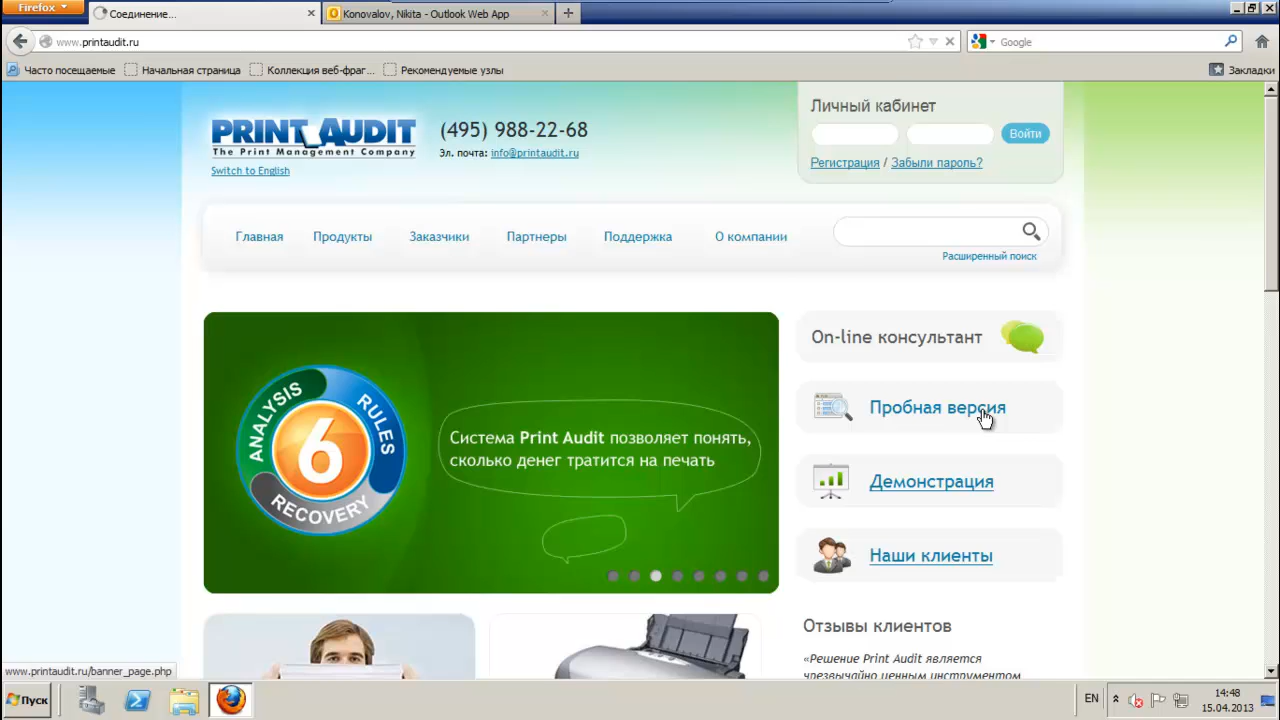 Firefox
Соединение...
Konovalov, Nikita - Outlook Web App
www.printaudit.ru
Google
Часто посещаемые
Начальная страница
Коллекция веб-фраг...
Рекомендуемые узлы
Закладки
PRINT AUDIT
The Print Management Company
Switch to English
(495) 988-22-68
Эл. почта: info@printaudit.ru
Личный кабинет
Войти
Регистрация / Забыли пароль?
Главная
Продукты
Заказчики
Партнеры
Поддержка
О компании
Расширенный поиск
ANALYSIS
RULES
RECOVERY
6
Система Print Audit позволяет понять,
сколько денег тратится на печать
On-line консультант
Пробная версия
Демонстрация
Наши клиенты
Отзывы клиентов
«Решение Print Audit является
чрезвычайно ценным инструментом
www.printaudit.ru/banner_page.php
Пуск
EN
14:48
15.04.2013